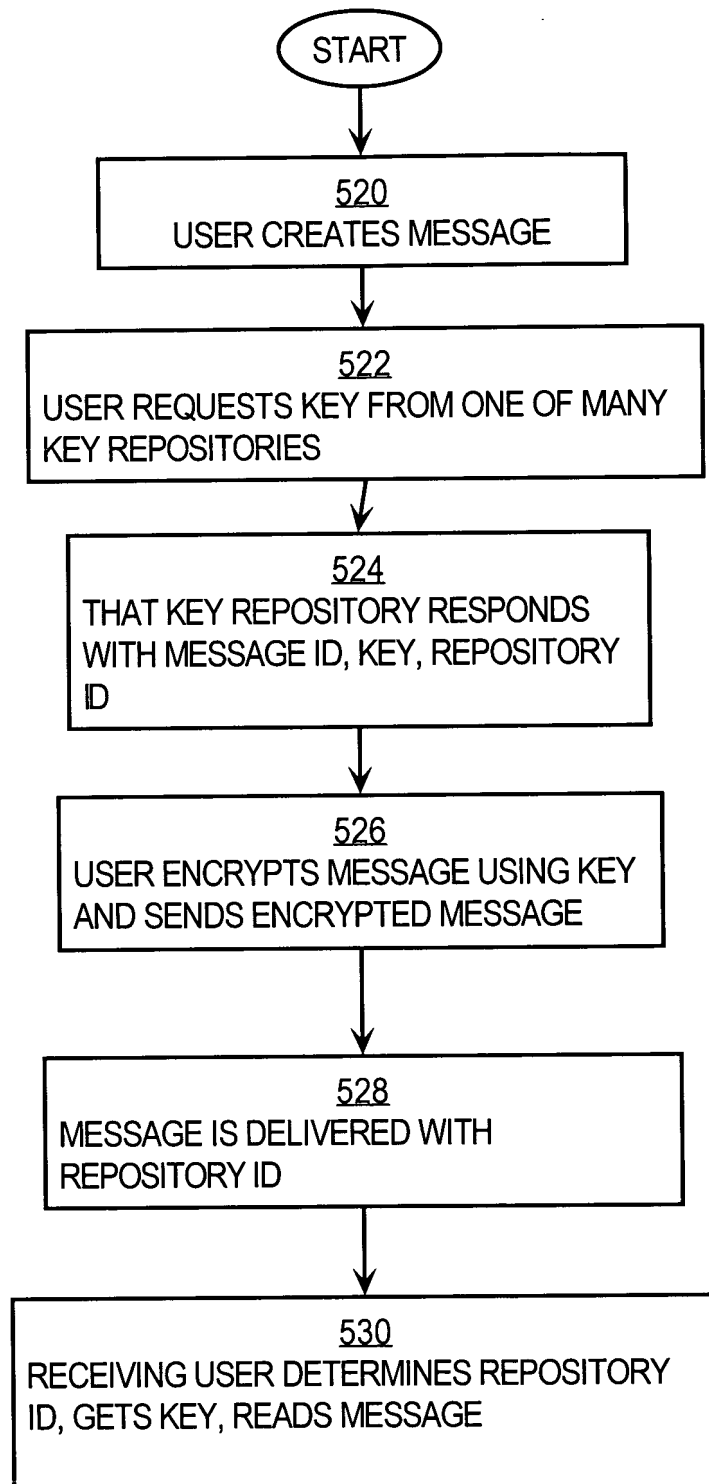 START
520
USER CREATES MESSAGE
522
USER REQUESTS KEY FROM ONE OF MANY
KEY REPOSITORIES
524
THAT KEY REPOSITORY RESPONDS
WITH MESSAGE ID, KEY, REPOSITORY
ID
526
USER ENCRYPTS MESSAGE USING KEY
AND SENDS ENCRYPTED MESSAGE
528
MESSAGE IS DELIVERED WITH
REPOSITORY ID
530
RECEIVING USER DETERMINES REPOSITORY
ID, GETS KEY, READS MESSAGE